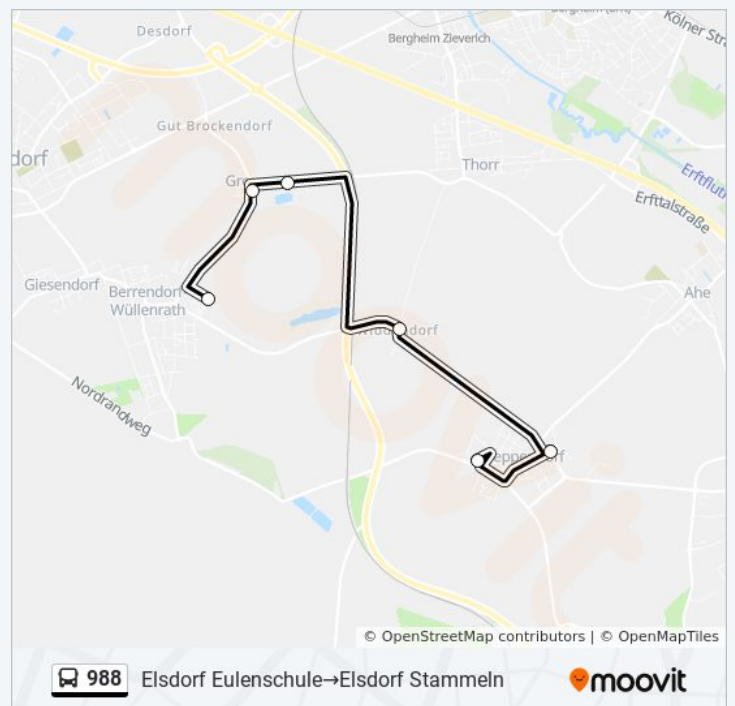 Desdorf
Bergheim Zieverich
Kölner Str
Gut Brockendorf
dorf
Thorr
Erftflut
Erfttalstraße
Giesendorf
Berrendorf
Wüllenrath
Ahe
Nordrandweg
© OpenStreetMap contributors | © OpenMapTiles
988 Elsdorf Eulenschule→Elsdorf Stammeln
moovit